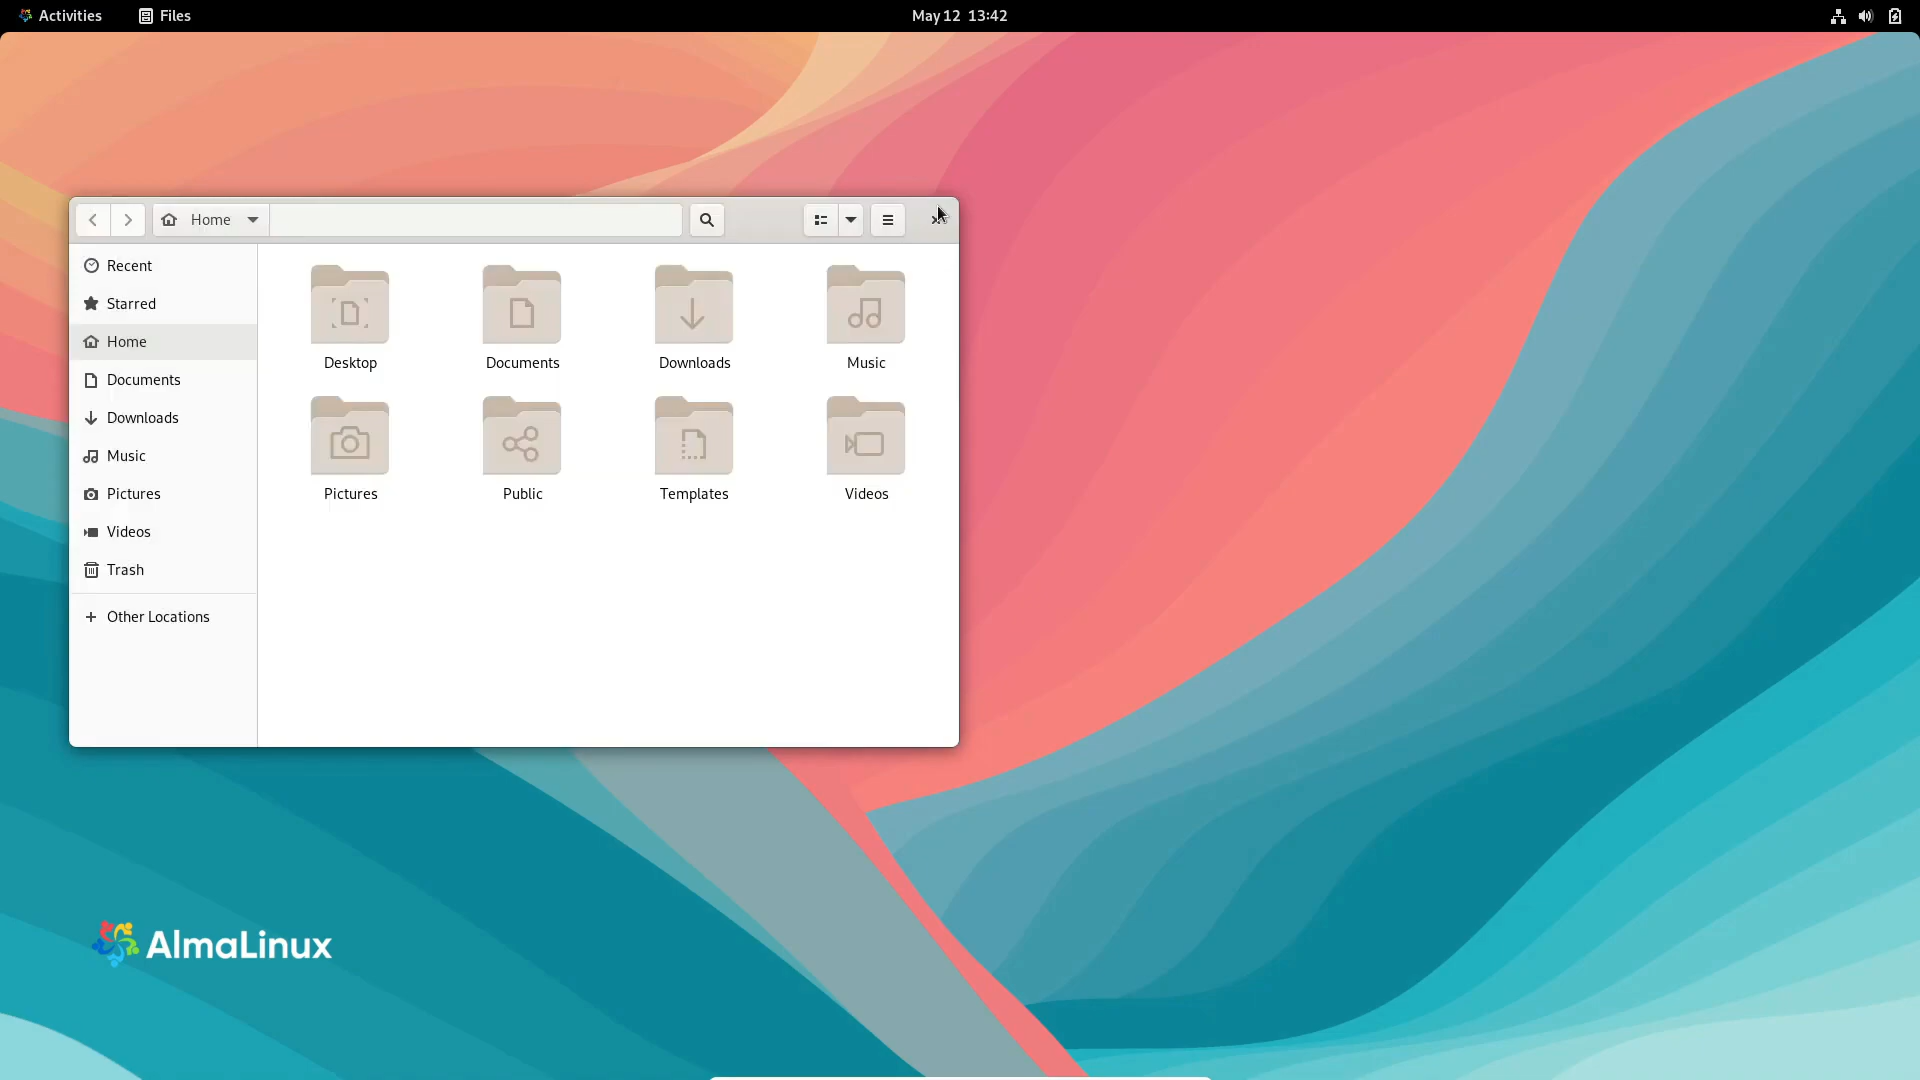 Activities Files May 12 13:42
Home
Recent
Starred
Home
Documents
Downloads
Music
Pictures
Videos
Trash
Other Locations
Desktop Documents Downloads Music
Pictures Public Templates Videos
AlmaLinux